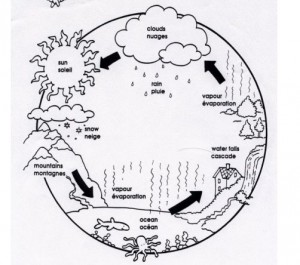 clouds
nuages
sun
soleil
rain
pluie
vapour
évaporation
snow
neige
water falls
cascade
mountains
montagnes
vapour
évaporation
ocean
océan